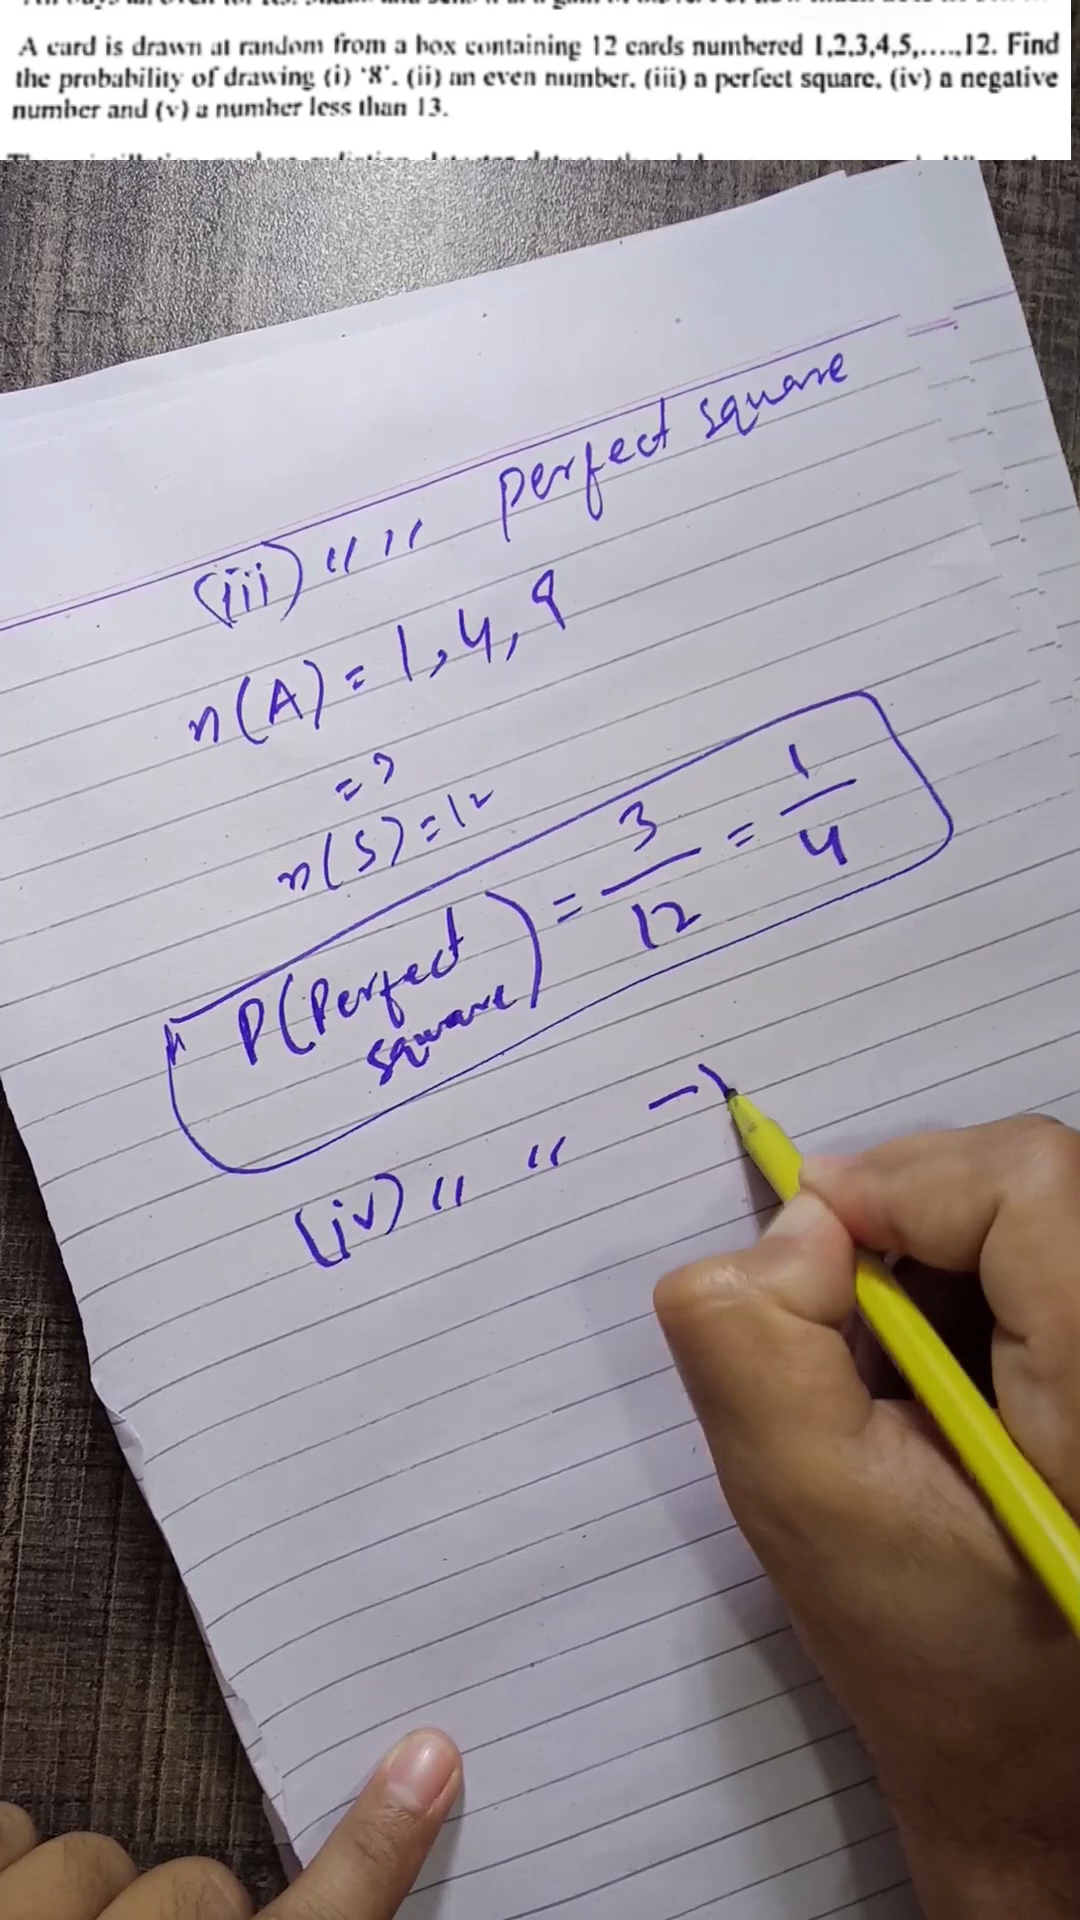 A card is drawn at random from a box containing 12 cards numbered 1,2,3,4,5,.....12. Find
the probability of drawing (i) '8'. (ii) an even number. (iii) a perfect square. (iv) a negative
number and (v) a number less than 13.
(iii) " " perfect square
n(A) = 1, 4, 9
= 3
n(S) = 12
P(Perfect square) = 3/12 = 1/4
(iv) " " -